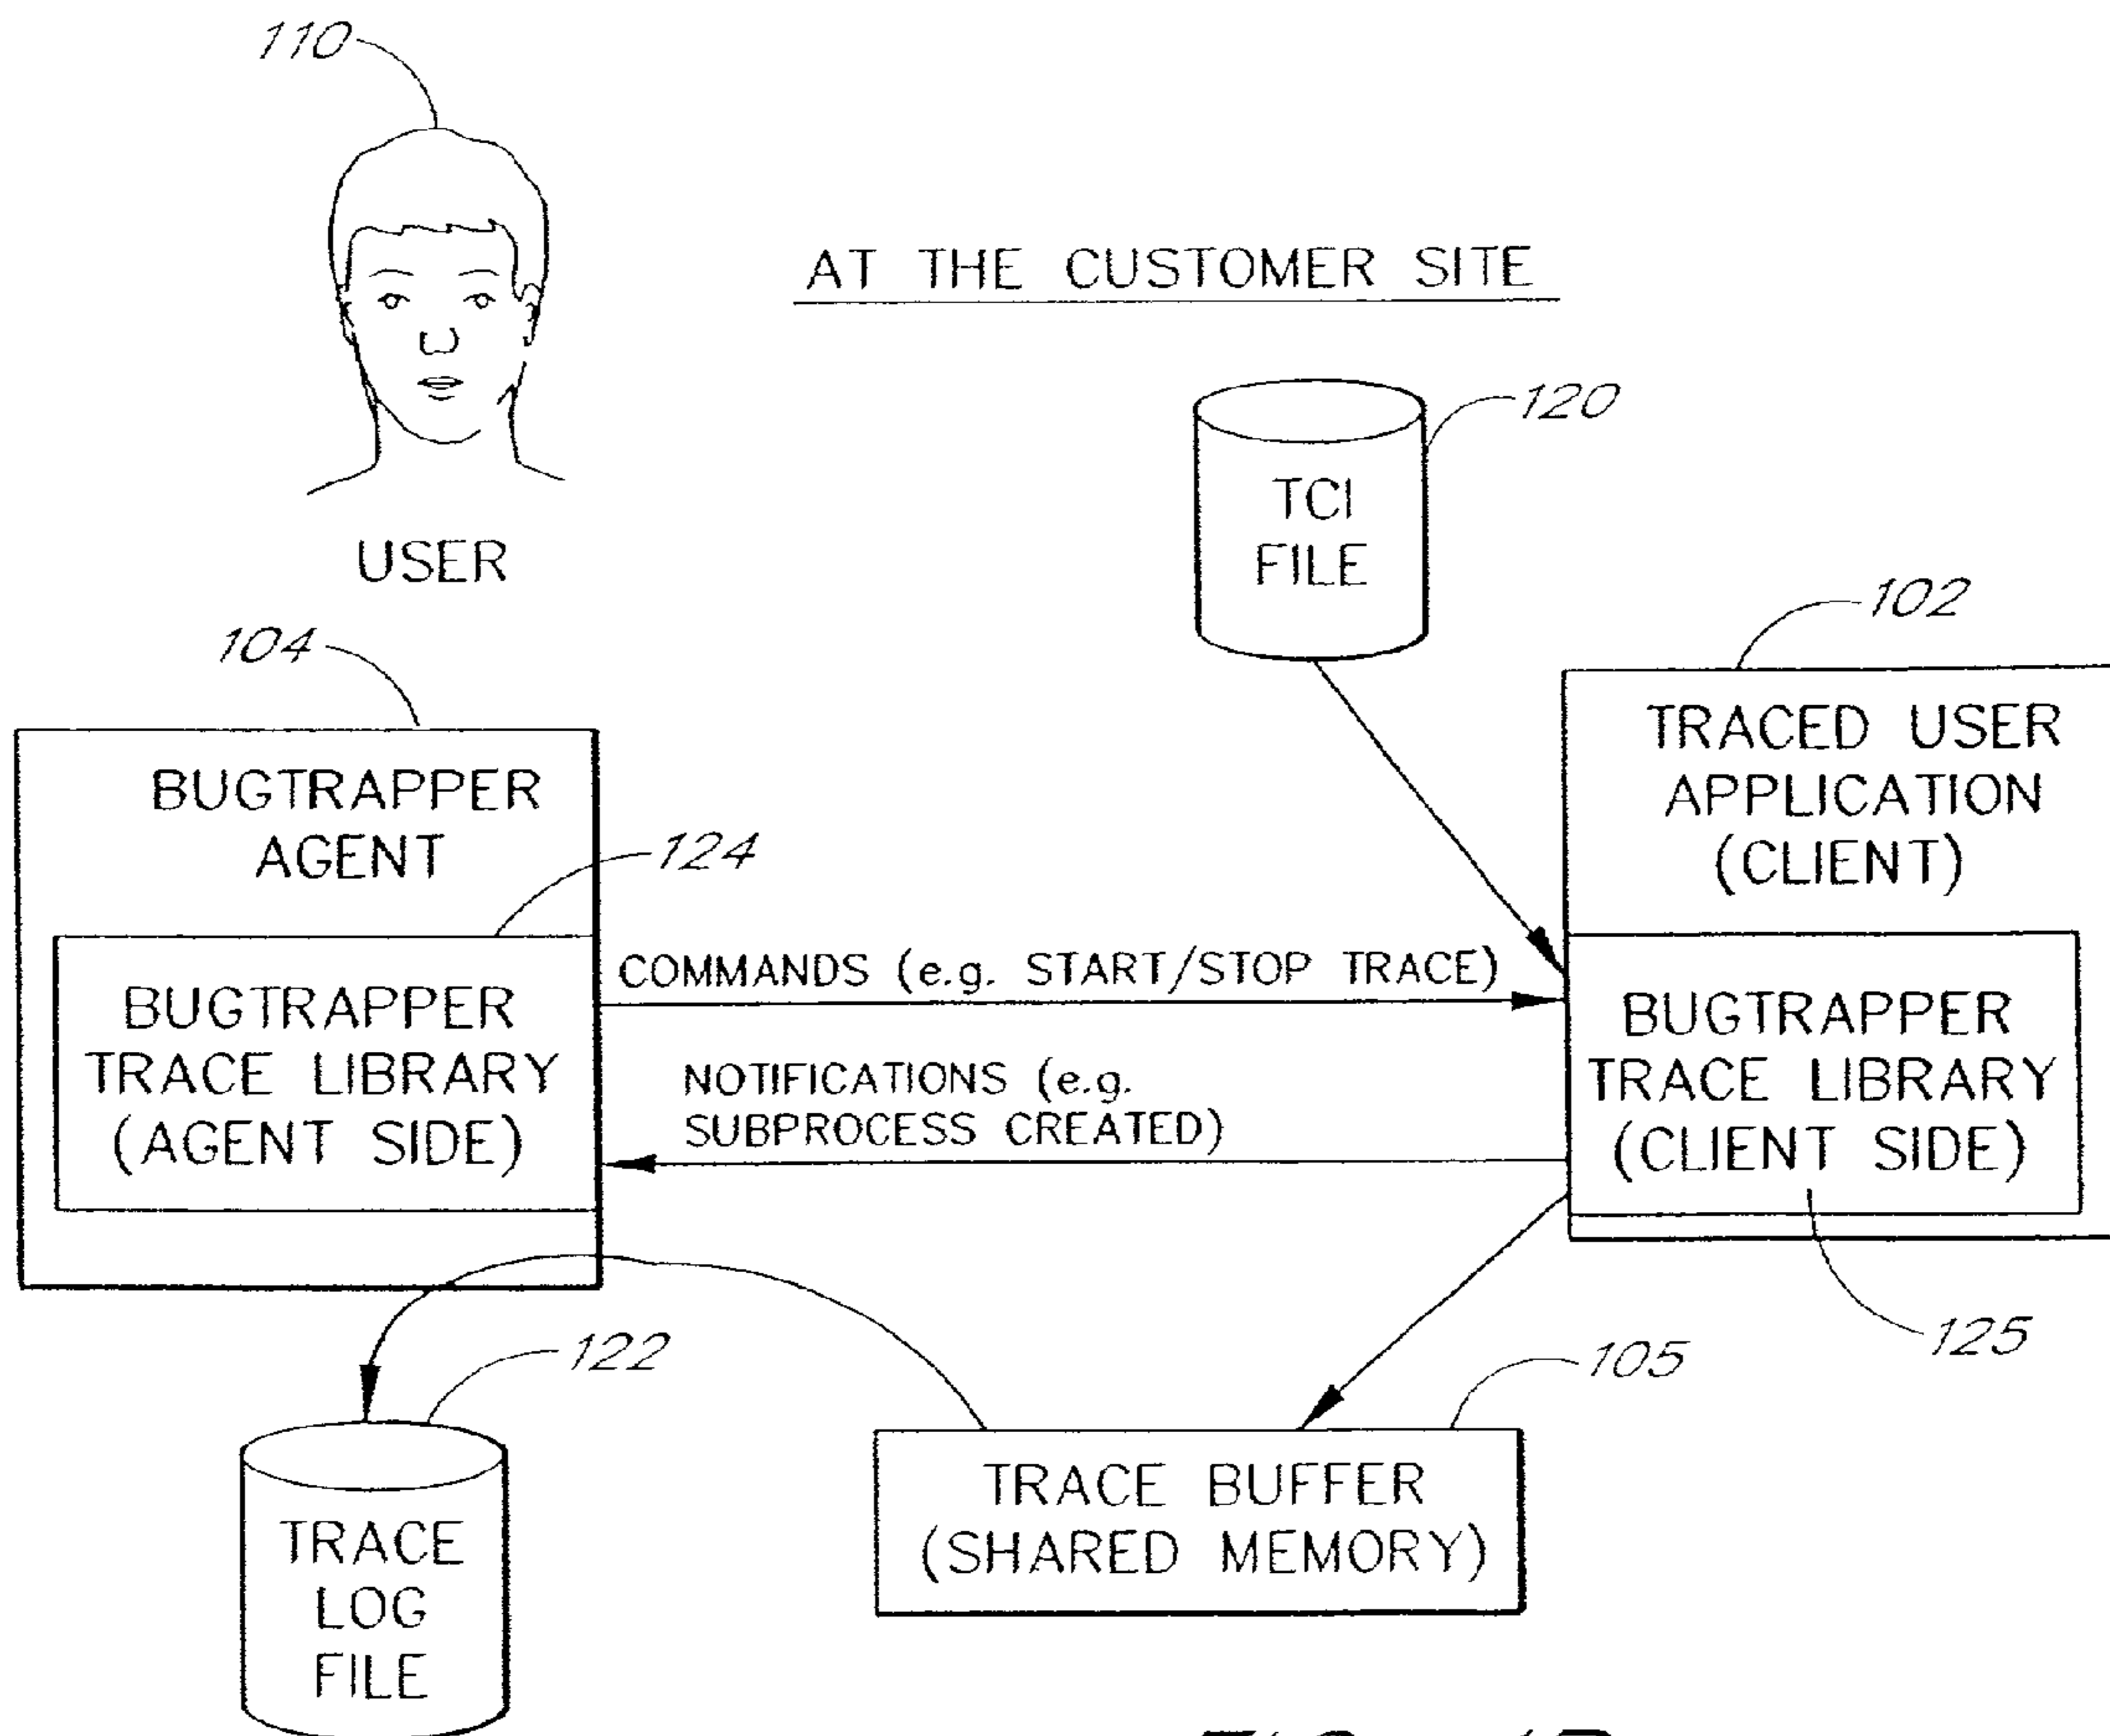 110
AT THE CUSTOMER SITE
120
TCI
FILE
USER
102
104
TRACED USER
APPLICATION
(CLIENT)
BUGTRAPPER
AGENT
124
COMMANDS (e.g. START/STOP TRACE)
BUGTRAPPER
TRACE LIBRARY
(AGENT SIDE)
NOTIFICATIONS (e.g.
SUBPROCESS CREATED)
BUGTRAPPER
TRACE LIBRARY
(CLIENT SIDE)
125
122
105
TRACE BUFFER
(SHARED MEMORY)
TRACE
LOG
FILE